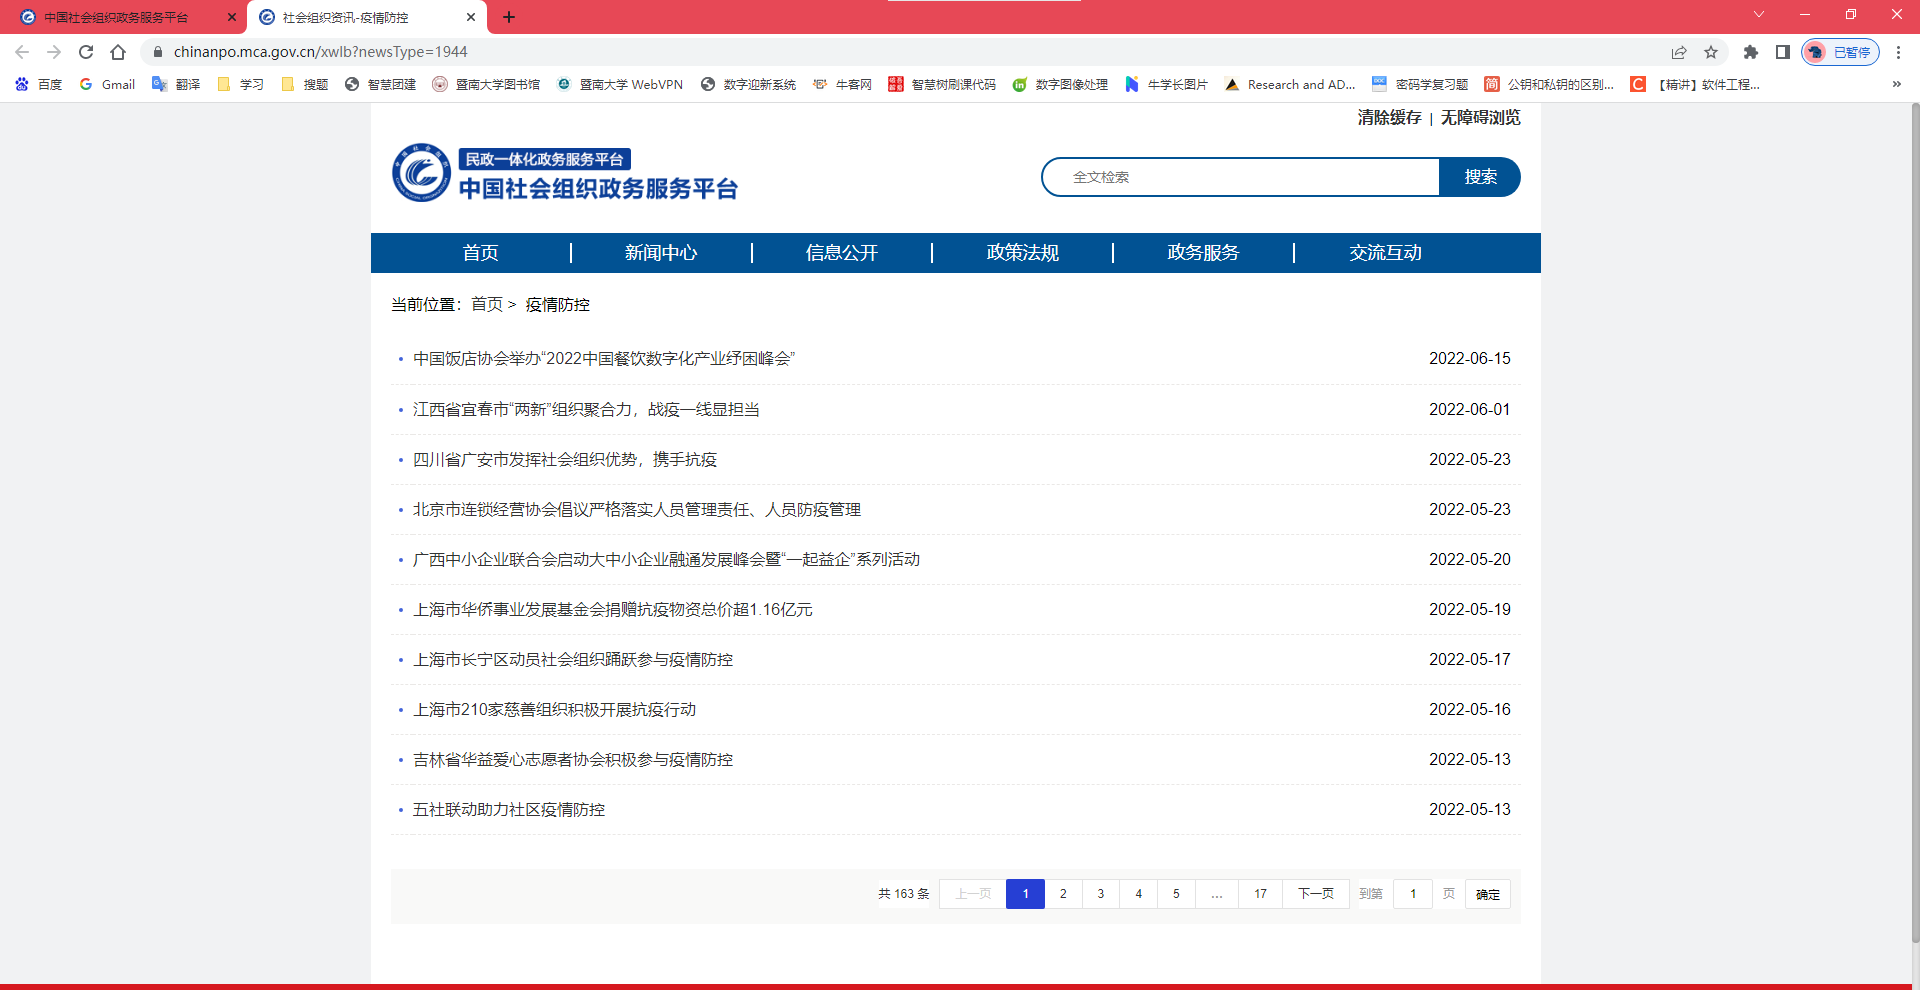 中国社会组织政务服务平台
社会组织资讯-疫情防控
chinanpo.mca.gov.cn/xwlb?newsType=1944
已暂停
百度 Gmail 翻译 学习 搜题 智慧团建 暨南大学图书馆 暨南大学 WebVPN 数字迎新系统 牛客网 智慧树刷课代码 数字图像处理 牛学长图片 Research and AD... 密码学复习题 公钥和私钥的区别... 【精讲】软件工程... »
清除缓存 | 无障碍浏览
民政一体化政务服务平台
中国社会组织政务服务平台
全文检索 搜索
首页 新闻中心 信息公开 政策法规 政务服务 交流互动
当前位置：首页 > 疫情防控
中国饭店协会举办“2022中国餐饮数字化产业纾困峰会” 2022-06-15
江西省宜春市“两新”组织聚合力，战疫一线显担当 2022-06-01
四川省广安市发挥社会组织优势，携手抗疫 2022-05-23
北京市连锁经营协会倡议严格落实人员管理责任、人员防疫管理 2022-05-23
广西中小企业联合会启动大中小企业融通发展峰会暨“一起益企”系列活动 2022-05-20
上海市华侨事业发展基金会捐赠抗疫物资总价超1.16亿元 2022-05-19
上海市长宁区动员社会组织踊跃参与疫情防控 2022-05-17
上海市210家慈善组织积极开展抗疫行动 2022-05-16
吉林省华益爱心志愿者协会积极参与疫情防控 2022-05-13
五社联动助力社区疫情防控 2022-05-13
共 163 条 上一页 1 2 3 4 5 ... 17 下一页 到第 1 页 确定